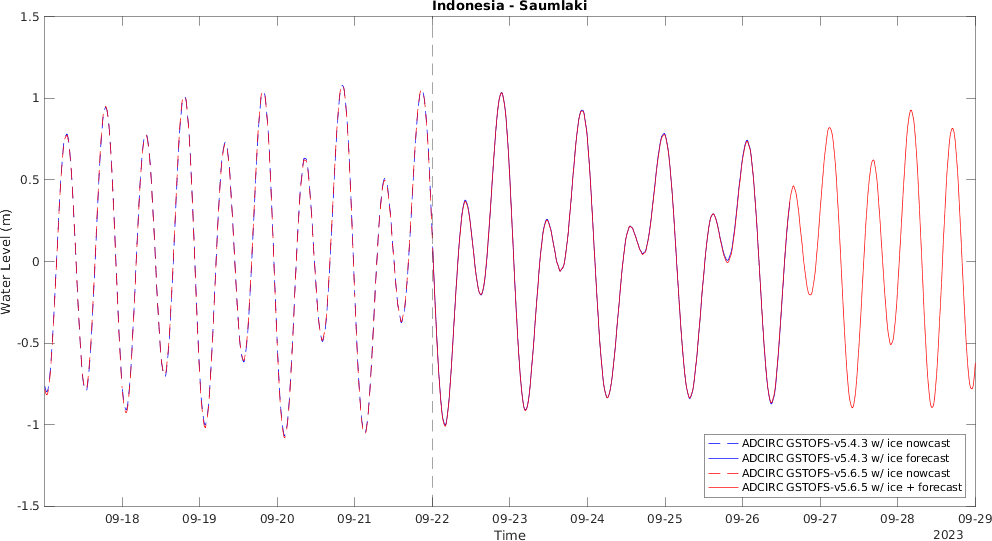 Indonesia - Saumlaki
Water Level (m)
1.5
1
0.5
0
-0.5
-1
-1.5
ADCIRC GSTOFS-v5.4.3 w/ ice nowcast
ADCIRC GSTOFS-v5.4.3 w/ ice forecast
ADCIRC GSTOFS-v5.6.5 w/ ice nowcast
ADCIRC GSTOFS-v5.6.5 w/ ice + forecast
09-18 09-19 09-20 09-21 09-22 09-23 09-24 09-25 09-26 09-27 09-28 09-29
Time
2023